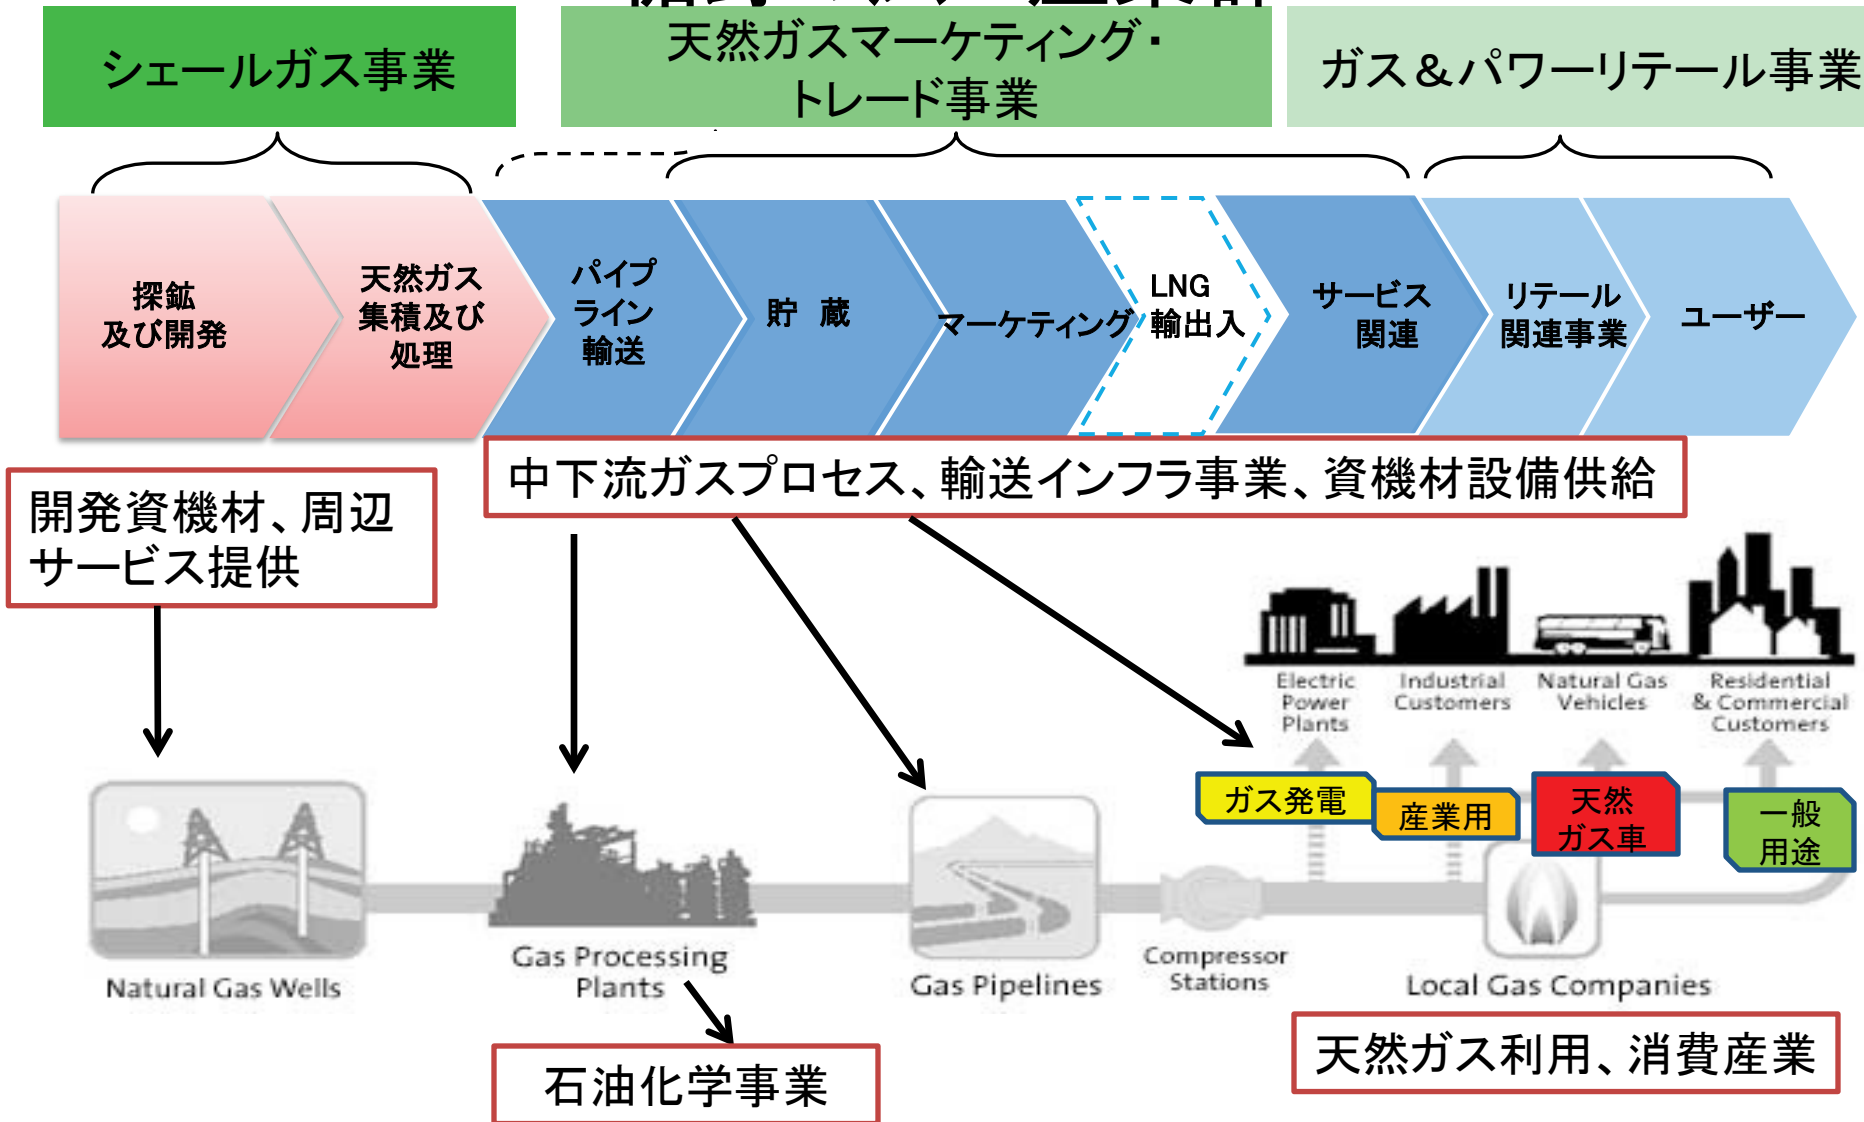 シェールガス事業
天然ガスマーケティング・
トレード事業
ガス＆パワーリテール事業
探鉱
及び開発
天然ガス
集積及び
処理
パイプ
ライン
輸送
貯 蔵
マーケティング
LNG
輸出入
サービス
関連
リテール
関連事業
ユーザー
中下流ガスプロセス、輸送インフラ事業、資機材設備供給
開発資機材、周辺
サービス提供
Electric
Power
Plants
Industrial
Customers
Natural Gas
Vehicles
Residential
& Commercial
Customers
ガス発電
産業用
天然
ガス車
一般
用途
Natural Gas Wells
Gas Processing
Plants
Gas Pipelines
Compressor
Stations
Local Gas Companies
石油化学事業
天然ガス利用、消費産業